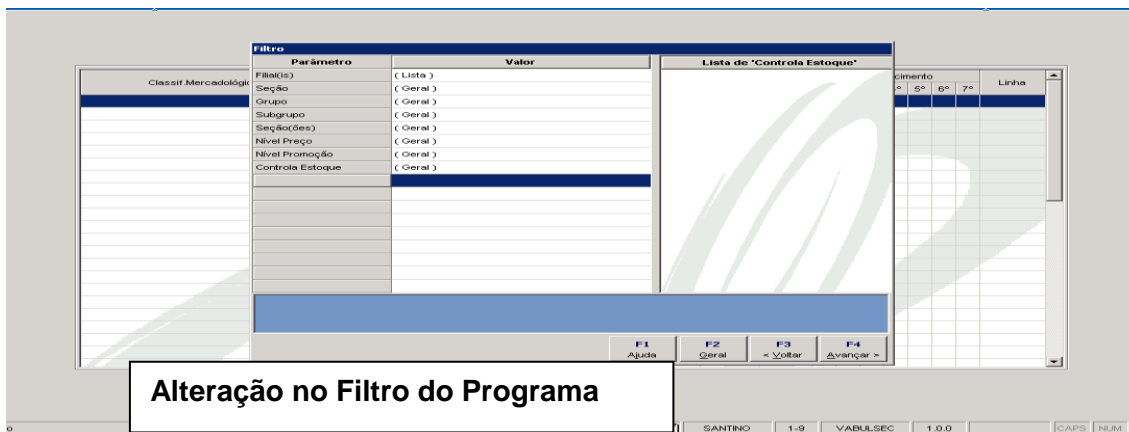 Filtro
Parâmetro Valor
Lista de 'Controla Estoque'
Classif.Mercadológic
Linha
5º 6º 7º
Filial(is) ( Lista )
Seção ( Geral )
Grupo ( Geral )
Subgrupo ( Geral )
Seção(ões) ( Geral )
Nível Preço ( Geral )
Nível Promoção ( Geral )
Controla Estoque ( Geral )
F1 F2 F3 F4
Ajuda Geral < Voltar Avançar >
Alteração no Filtro do Programa
SANTINO 1-9 VABULSEC 1.0.0 CAPS NUM